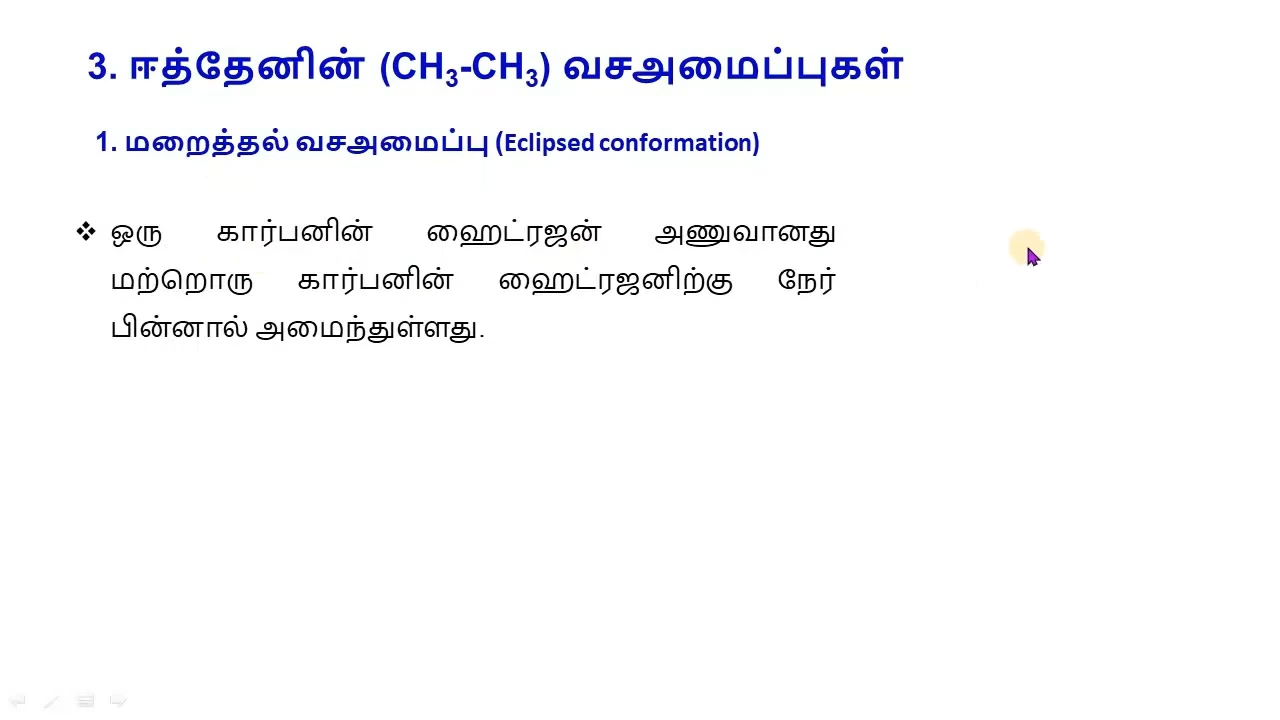 3. ஈத்தேனின் (CH₃-CH₃) வசஅமைப்புகள்
1. மறைத்தல் வசஅமைப்பு (Eclipsed conformation)
❖ ஒரு கார்பனின் ஹைட்ரஜன் அணுவானது
மற்றொரு கார்பனின் ஹைட்ரஜனிற்கு நேர்
பின்னால் அமைந்துள்ளது.